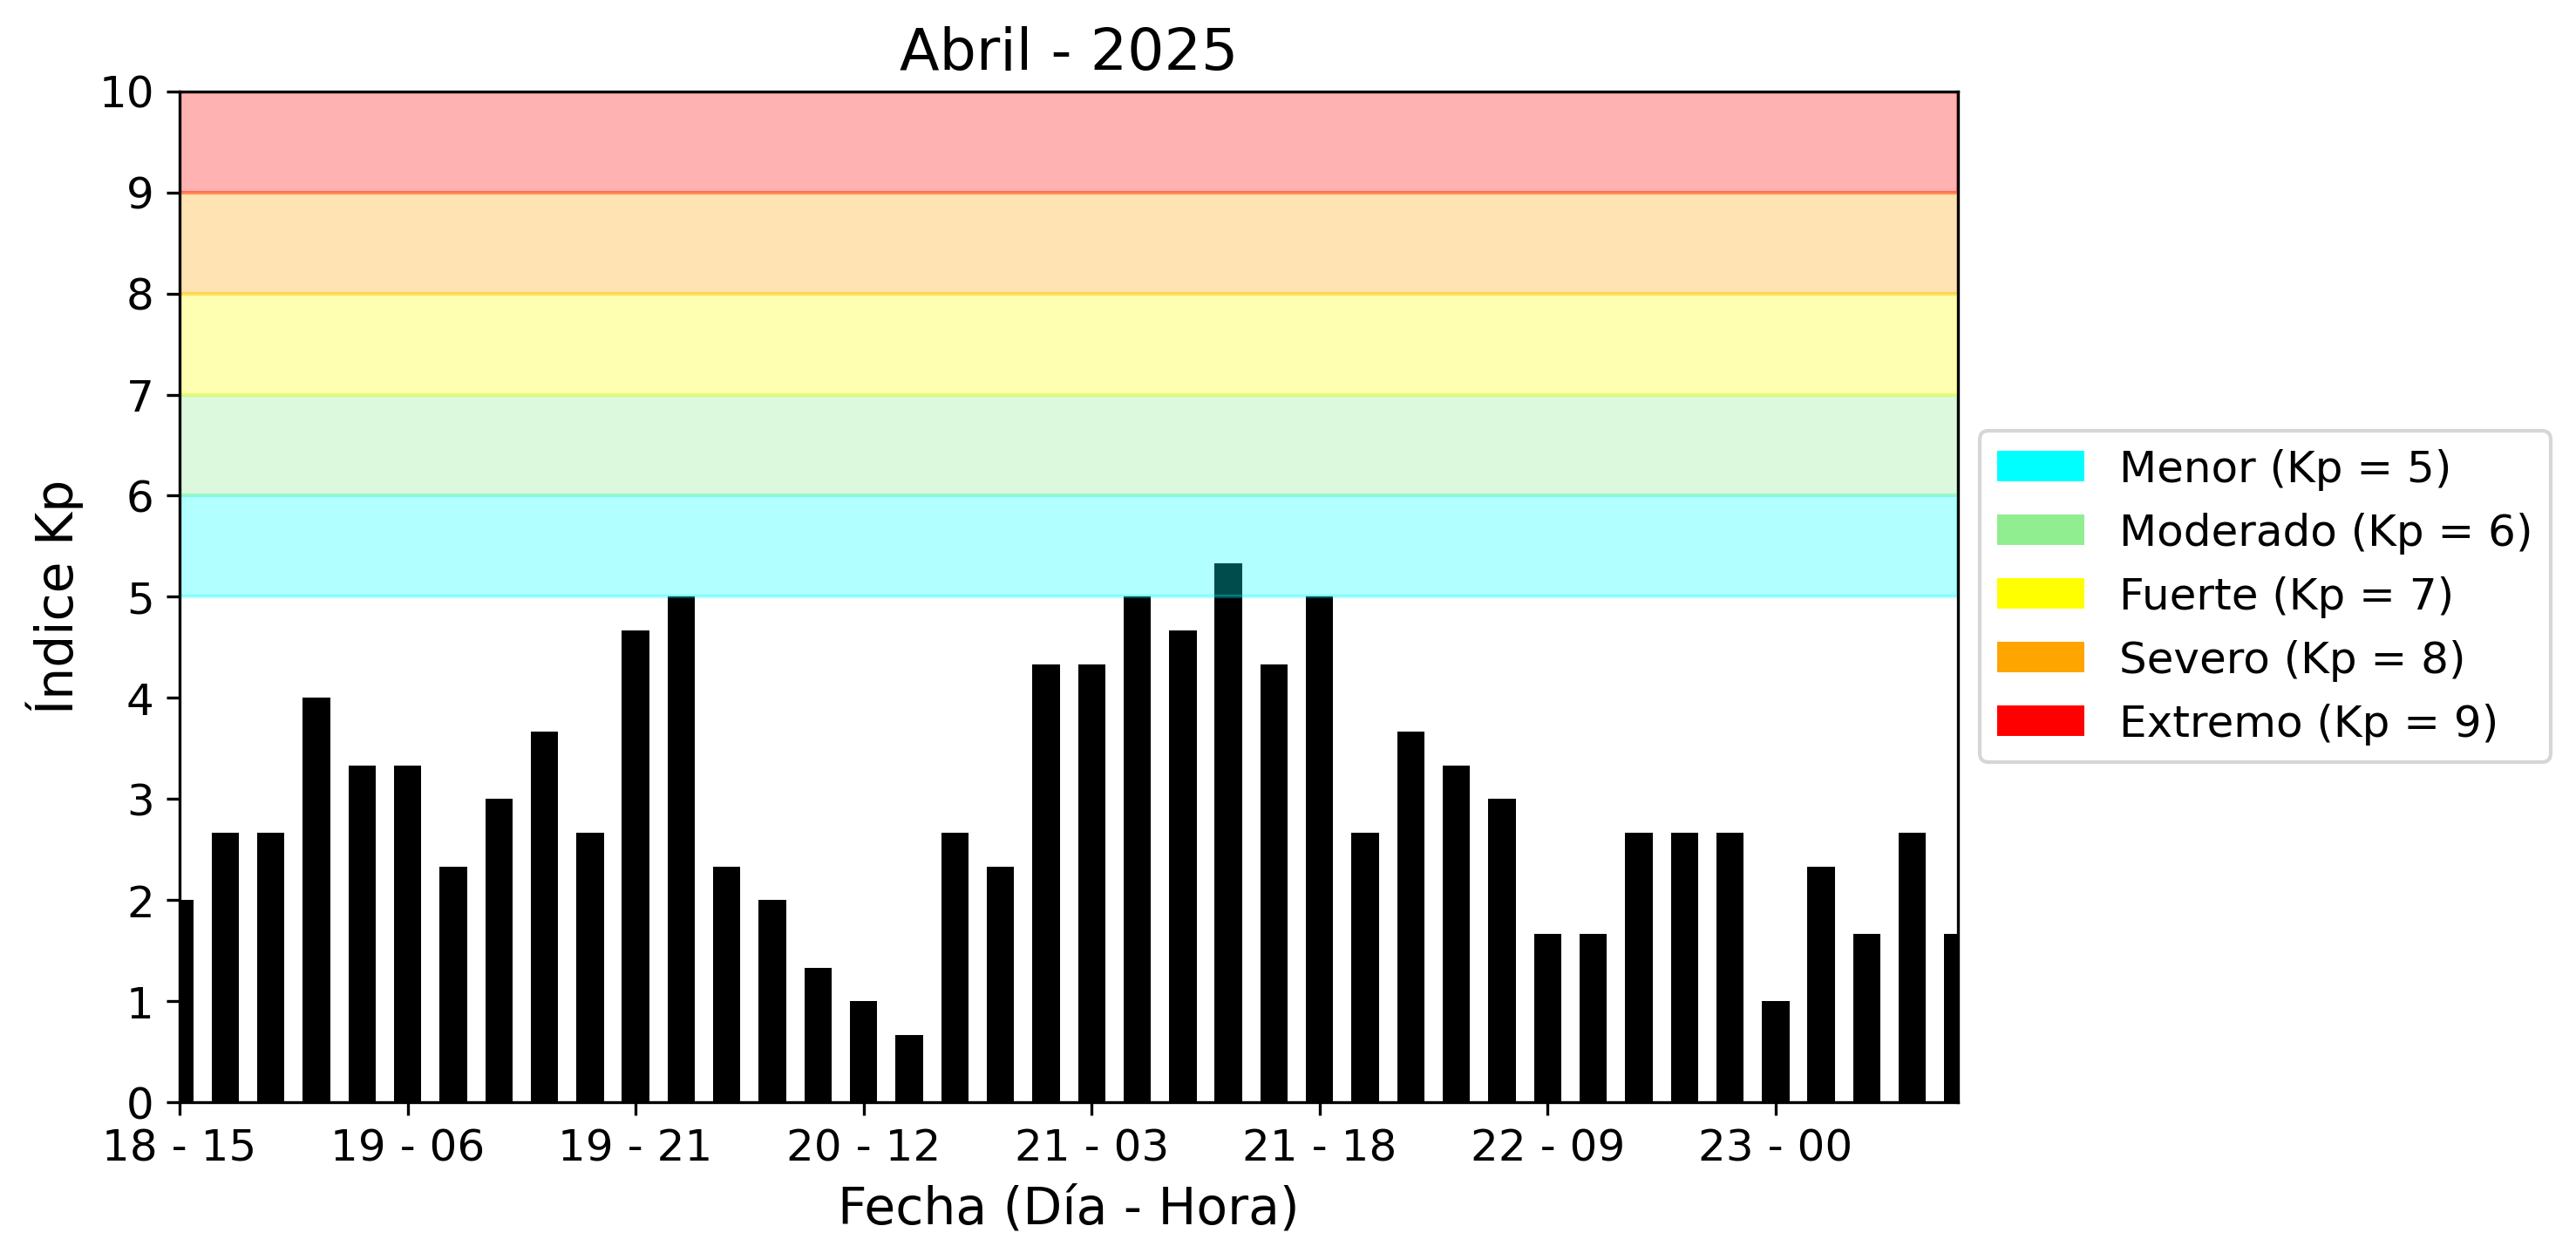 Abril - 2025
Índice Kp
10
9
8
7
6
5
4
3
2
1
0
18 - 15
19 - 06
19 - 21
20 - 12
21 - 03
21 - 18
22 - 09
23 - 00
Fecha (Día - Hora)
Menor (Kp = 5)
Moderado (Kp = 6)
Fuerte (Kp = 7)
Severo (Kp = 8)
Extremo (Kp = 9)